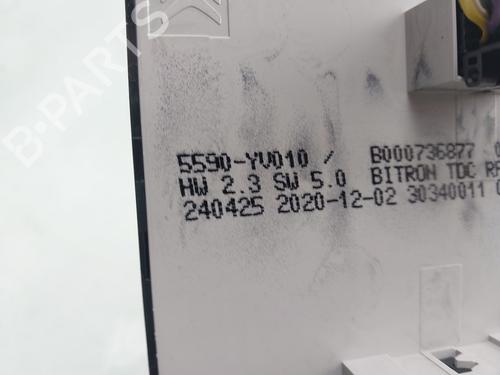 B-PARTS
5590-YV010 / B000736877
HW 2.3 SW 5.0 BITRON TDC
240425 2020-12-02 30340011